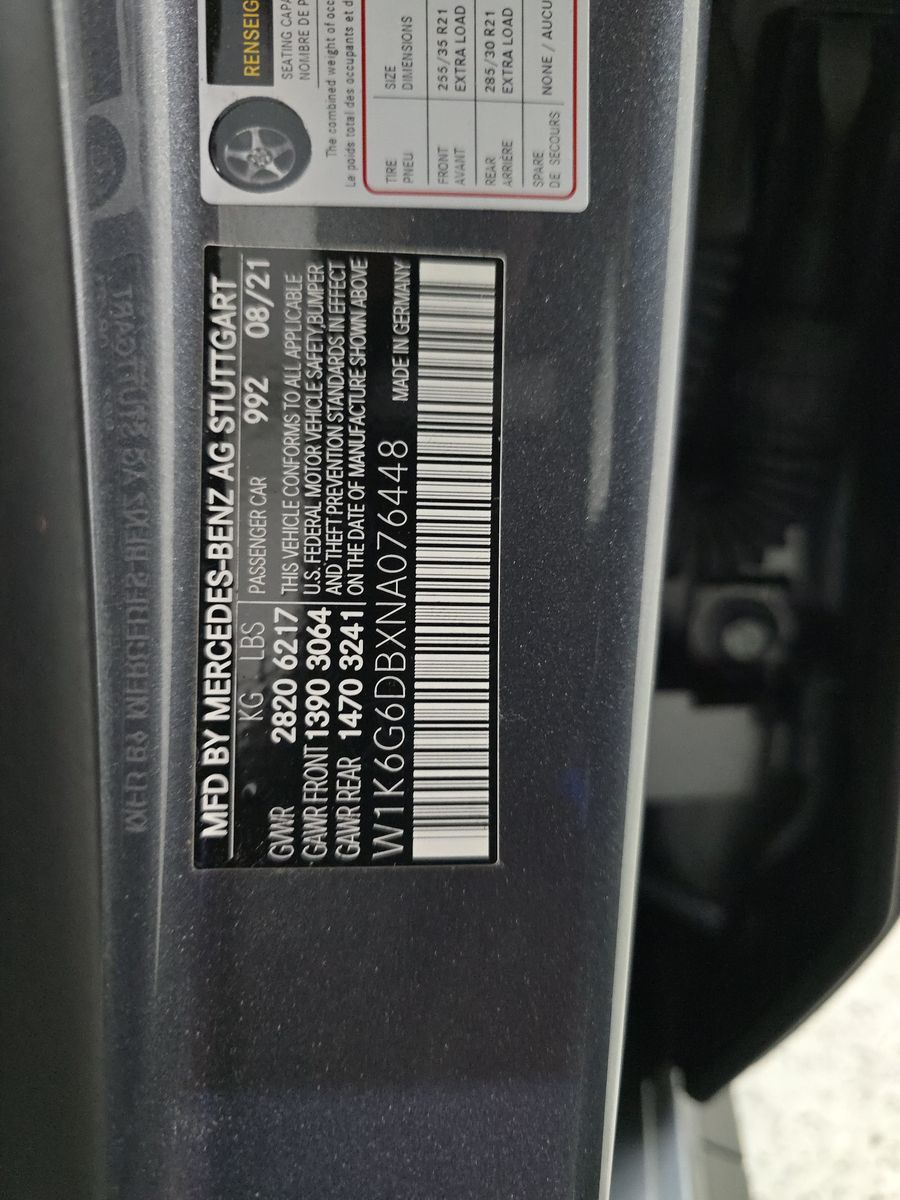 MFD BY MERCEDES-BENZ AG STUTTGART
KG LBS PASSENGER CAR 992 08/21
GWR 2820 6217 THIS VEHICLE CONFORMS TO ALL APPLICABLE
GAWR FRONT 1390 3064 U.S. FEDERAL MOTOR VEHICLE SAFETY,BUMPER
GAWR REAR 1470 3241 AND THEFT PREVENTION STANDARDS IN EFFECT
ON THE DATE OF MANUFACTURE SHOWN ABOVE
W1K6G6DBXNA076448 MADE IN GERMANY
RENSEIG
SEATING CAPA
NOMBRE DE P
The combined weight of occ
Le poids total des occupants et d
TIRE SIZE
PNEU DIMENSIONS
FRONT 255/35 R21
AVANT EXTRA LOAD
REAR 285/30 R21
ARRIÈRE EXTRA LOAD
SPARE NONE / AUCU
DE SECOURS